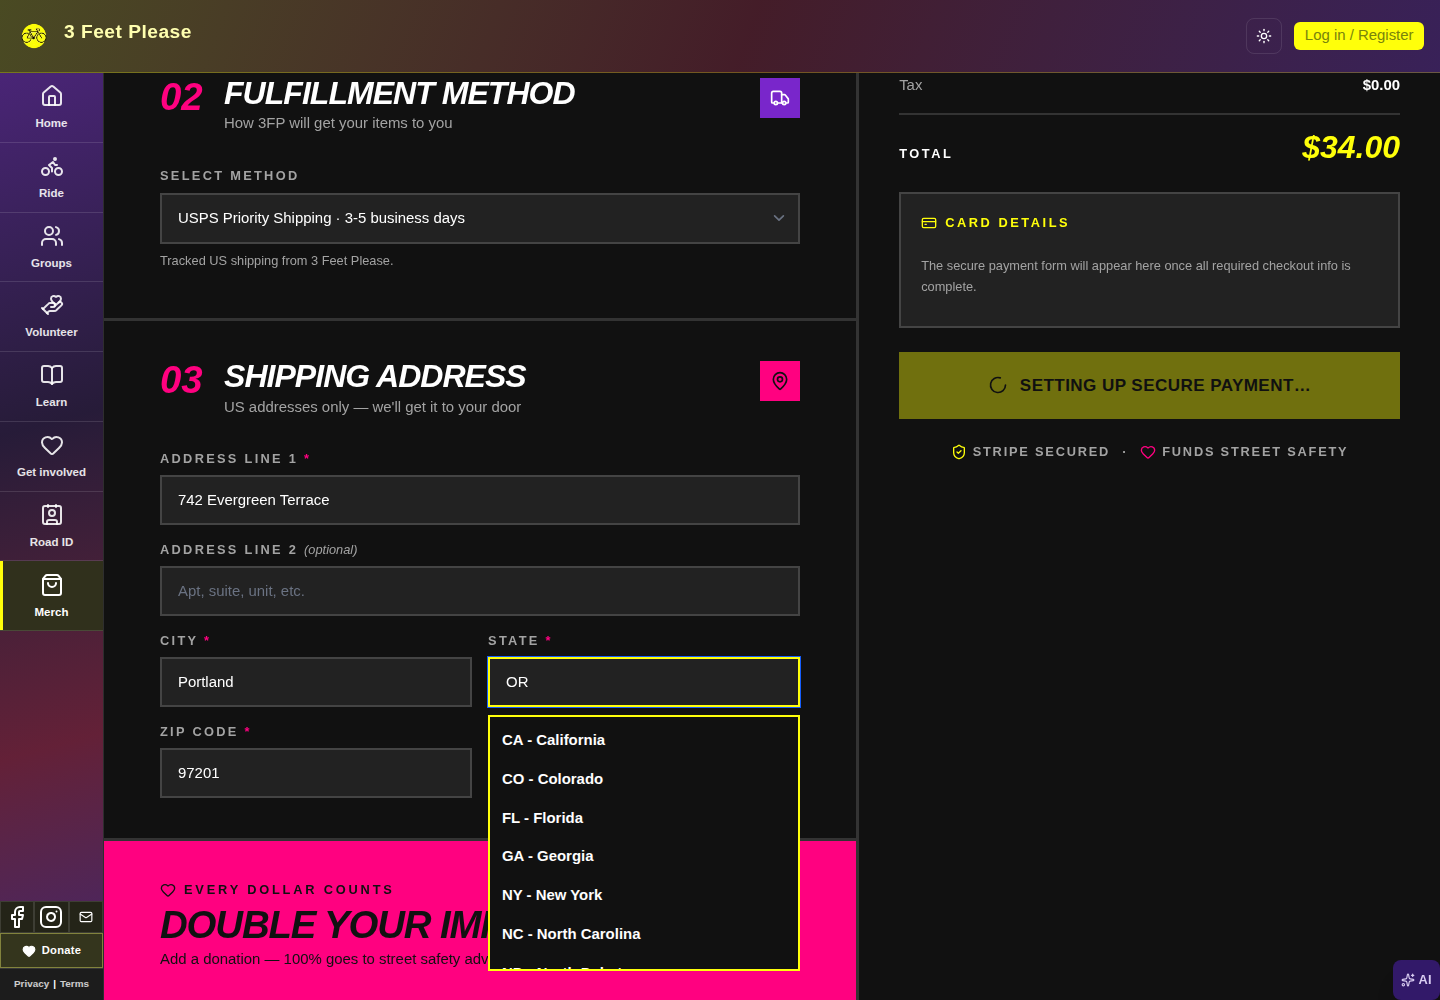 3 Feet Please
Log in / Register
Home
Ride
Groups
Volunteer
Learn
Get involved
Road ID
Merch
Donate
Privacy | Terms
02 FULFILLMENT METHOD
How 3FP will get your items to you
SELECT METHOD
USPS Priority Shipping · 3-5 business days
Tracked US shipping from 3 Feet Please.
03 SHIPPING ADDRESS
US addresses only — we'll get it to your door
ADDRESS LINE 1 *
742 Evergreen Terrace
ADDRESS LINE 2 (optional)
Apt, suite, unit, etc.
CITY *
Portland
STATE *
OR
ZIP CODE *
97201
CA - California
CO - Colorado
FL - Florida
GA - Georgia
NY - New York
NC - North Carolina
EVERY DOLLAR COUNTS
DOUBLE YOUR
Add a donation — 100% goes to street safety
Tax $0.00
TOTAL $34.00
CARD DETAILS
The secure payment form will appear here once all required checkout info is
complete.
SETTING UP SECURE PAYMENT...
STRIPE SECURED · FUNDS STREET SAFETY
AI